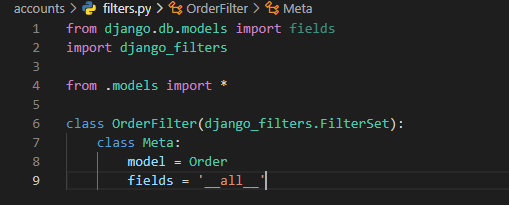 accounts > filters.py > OrderFilter > Meta
1 from django.db.models import fields
2 import django_filters
3
4 from .models import *
5
6 class OrderFilter(django_filters.FilterSet):
7     class Meta:
8         model = Order
9         fields = '__all__'